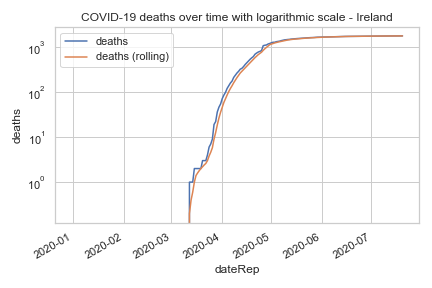 COVID-19 deaths over time with logarithmic scale - Ireland
deaths
deaths (rolling)
10³
10²
10¹
10⁰
deaths
2020-01
2020-02
2020-03
2020-04
2020-05
2020-06
2020-07
dateRep